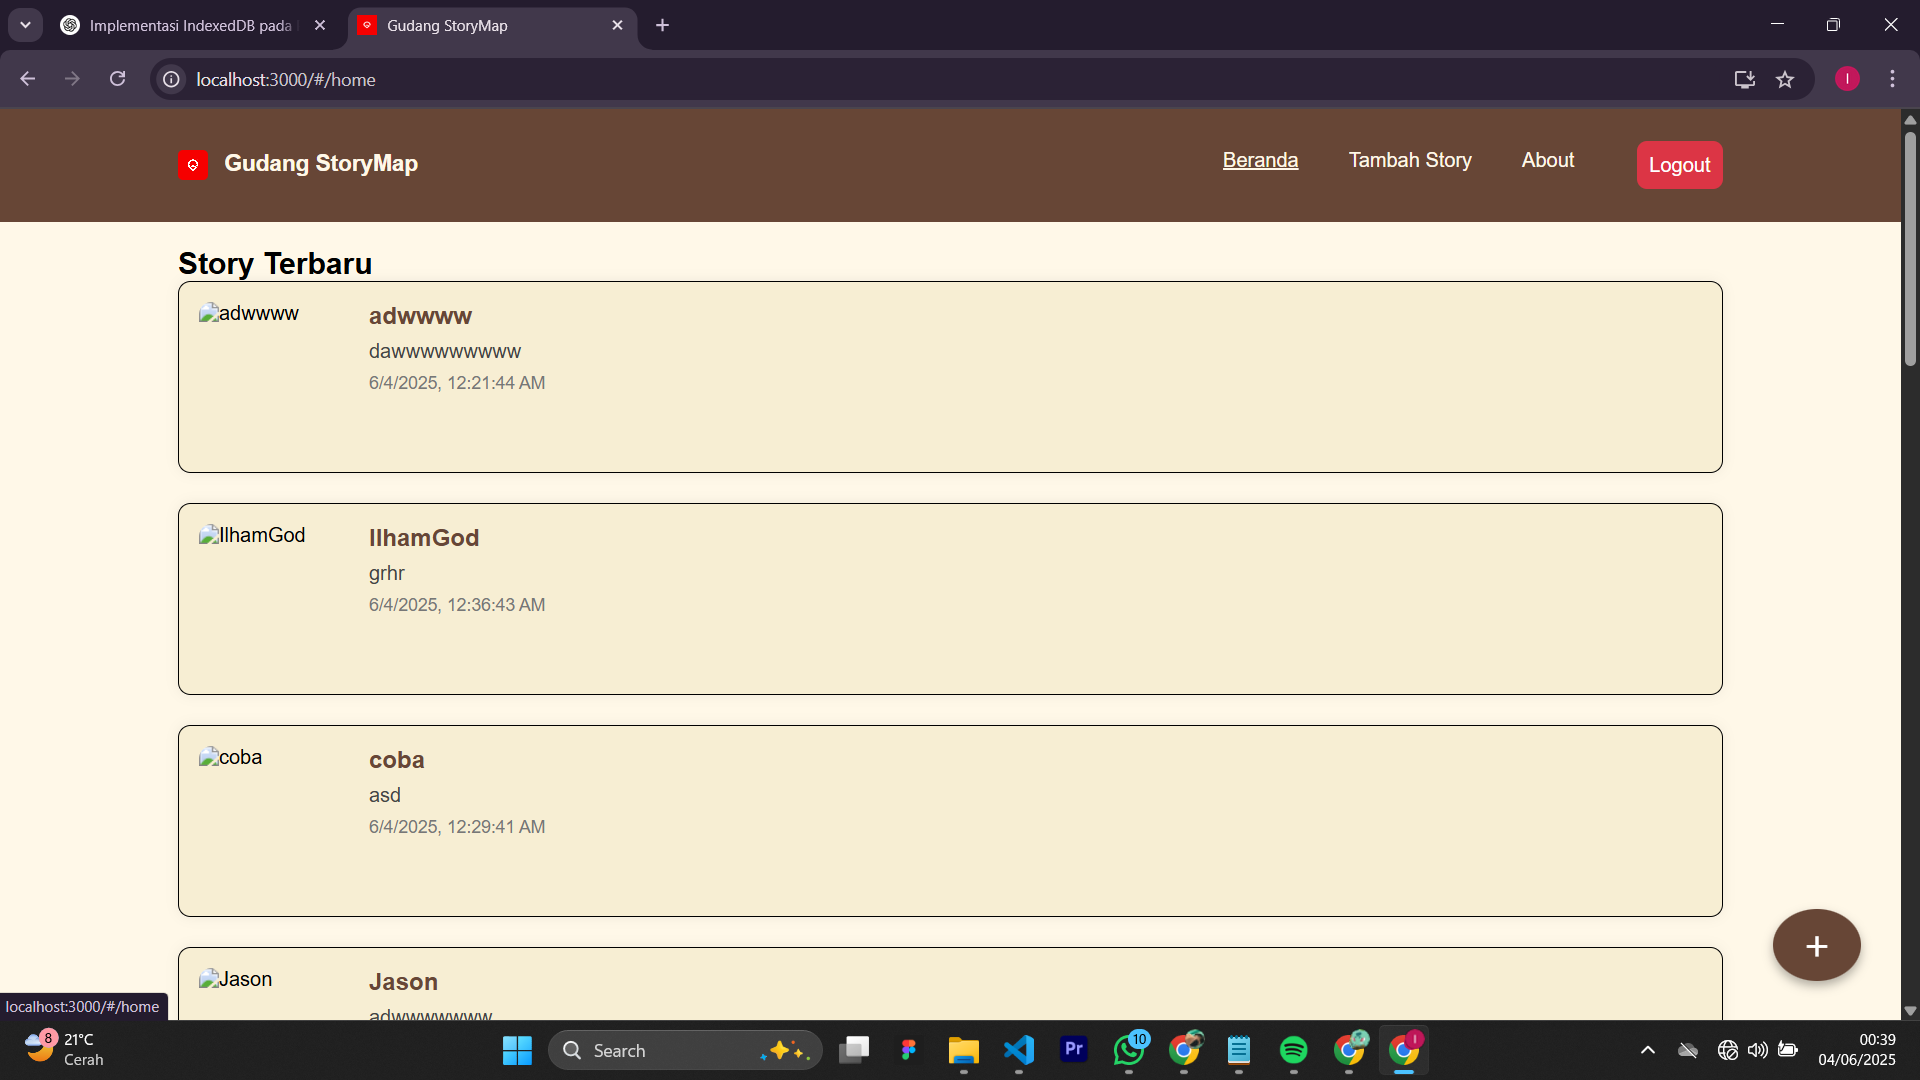 Implementasi IndexedDB pada
Gudang StoryMap
localhost:3000/#/home
I
Gudang StoryMap
Beranda
Tambah Story
About
Logout
Story Terbaru
adwwww
adwwww
dawwwwwwwww
6/4/2025, 12:21:44 AM
IlhamGod
IlhamGod
grhr
6/4/2025, 12:36:43 AM
coba
coba
asd
6/4/2025, 12:29:41 AM
Jason
Jason
adwwwwwww
+
localhost:3000/#/home
8
21°C
Cerah
Search
Pr
10
I
00:39
04/06/2025